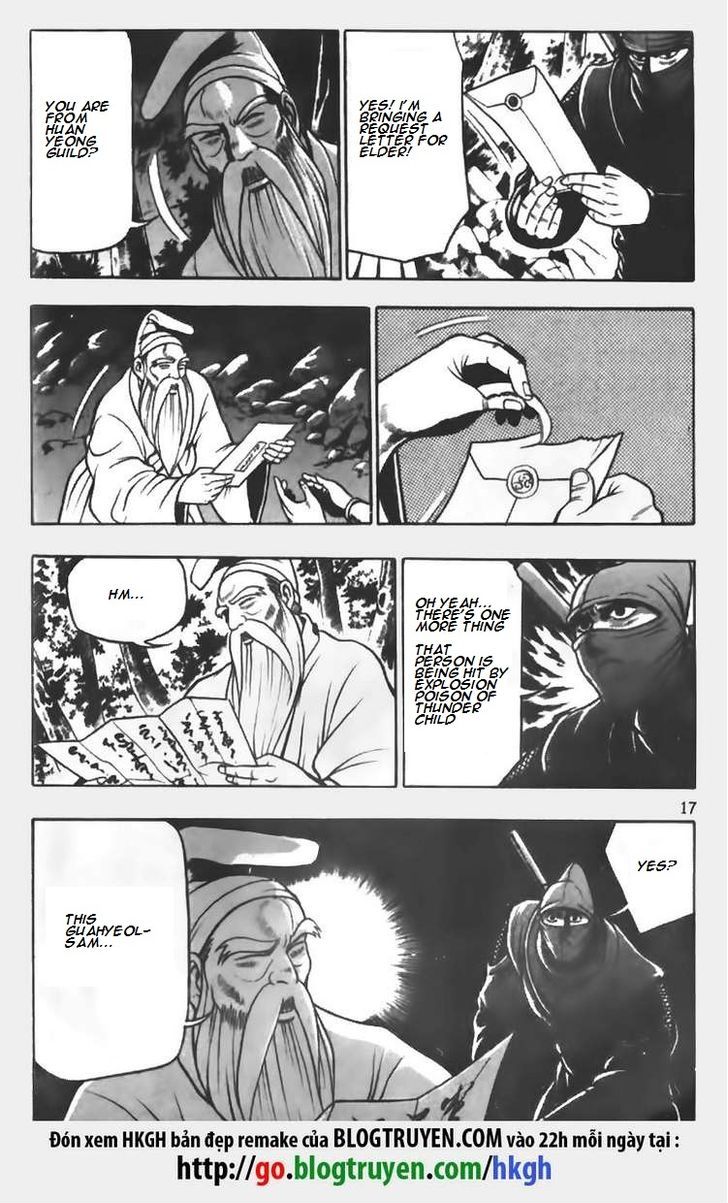 YOU ARE
FROM
HUAN
YEONG
GUILD?
YES! I'M
BRINGING A
REQUEST
LETTER FOR
ELDER!
HM...
OH YEAH...
THERE'S ONE
MORE THING
THAT
PERSON IS
BEING HIT BY
EXPLOSION
POISON OF
THUNDER
CHILD
17
THIS
GUAHYEOL-
SAM...
YES?
Đón xem HKGH bản đẹp remake của BLOGTRUYEN.COM vào 22h mỗi ngày tại :
http://go.blogtruyen.com/hkgh